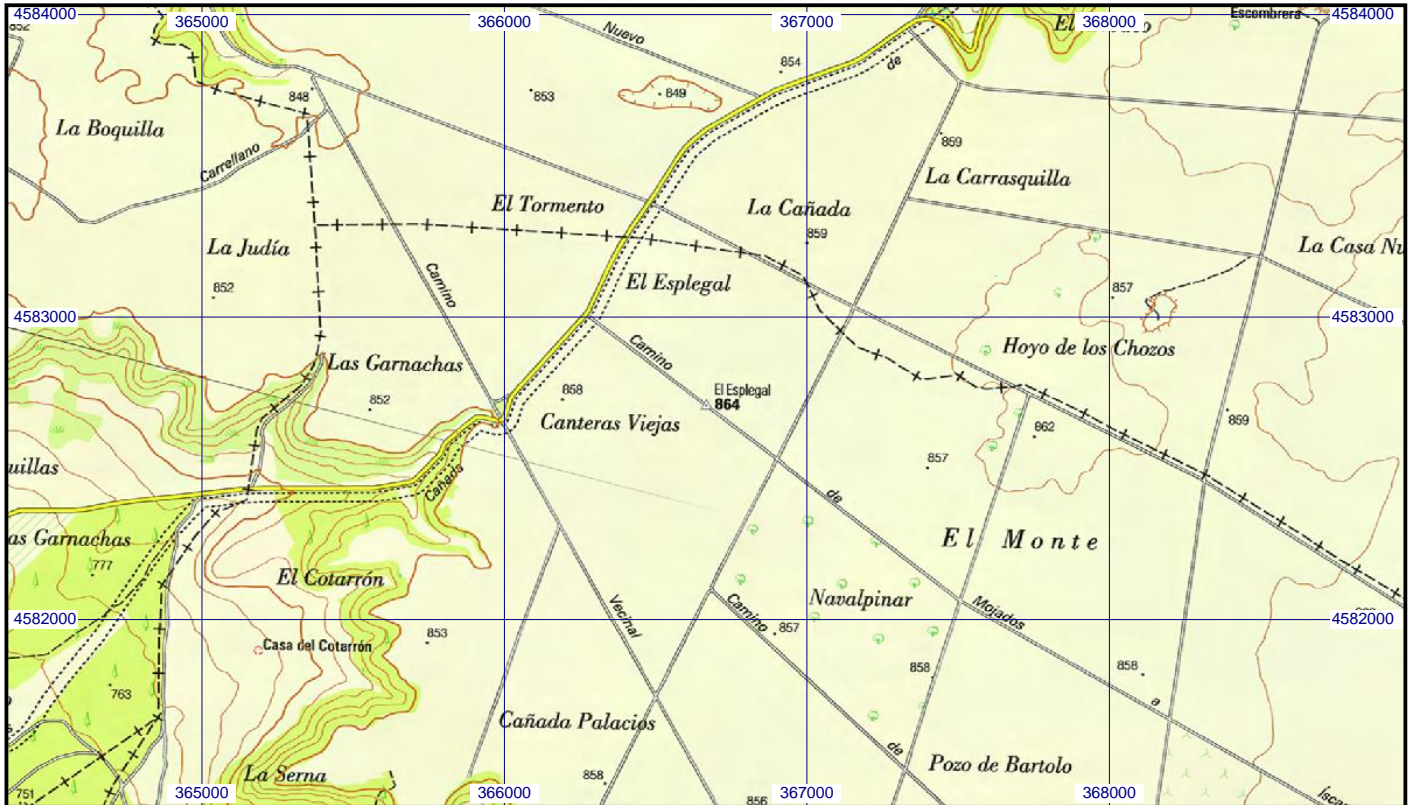 4584000
365000
366000
367000
368000
4584000
852
Nuevo
El
Escombrera
848
853
849
854
de
La Boquilla
Carrellano
859
La Carrasquilla
El Tormento
La Cañada
859
La Judía
Camino
El Esplegal
La Casa Nu
852
857
4583000
4583000
Camino
Hoyo de los Chozos
Las Garnachas
852
858
El Esplegal
864
Canteras Viejas
862
859
uillas
Cañada
857
de
as Garnachas
El Monte
777
El Cotarrón
Navalpinar
4582000
Vecinal
Camino
Mojados
4582000
853
857
Casa del Cotarrón
858
858
763
a
Cañada Palacios
de
La Serna
858
Pozo de Bartolo
751
365000
366000
367000
368000
856
Ísca